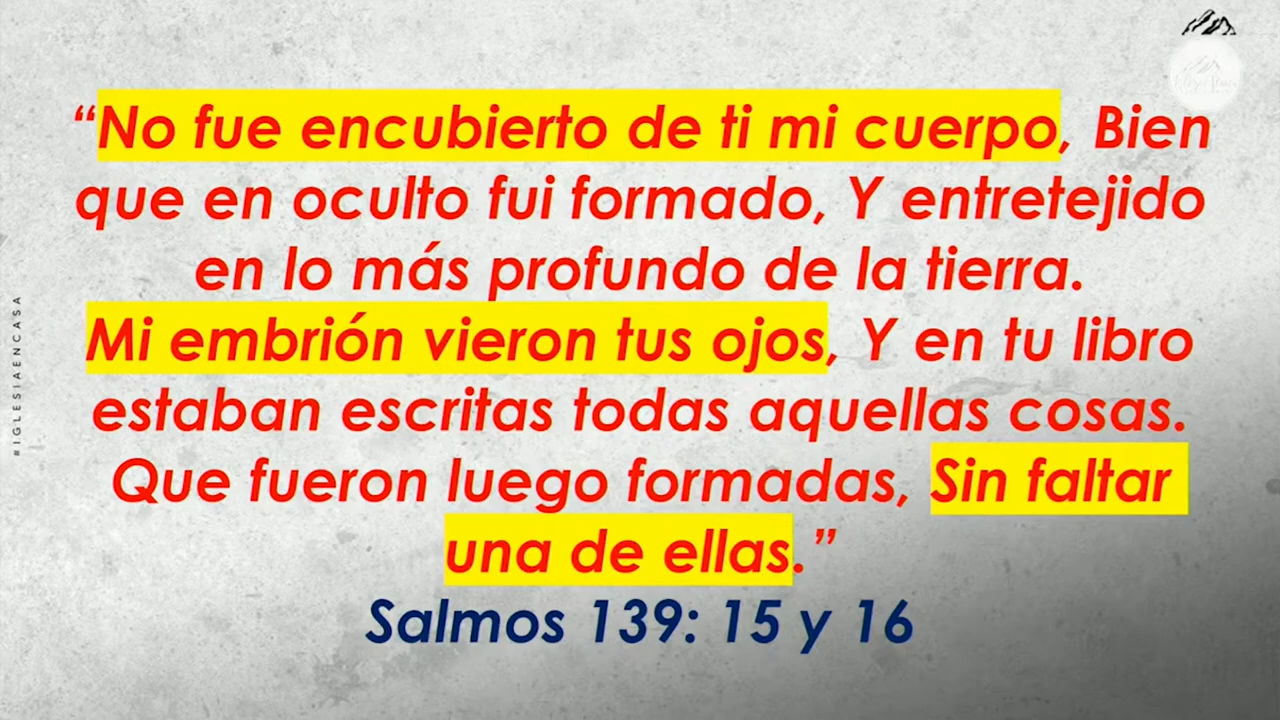 “No fue encubierto de ti mi cuerpo, Bien
que en oculto fui formado, Y entretejido
en lo más profundo de la tierra.
Mi embrión vieron tus ojos, Y en tu libro
estaban escritas todas aquellas cosas.
Que fueron luego formadas, Sin faltar
una de ellas.”
Salmos 139: 15 y 16
#IGLESIAENCASA